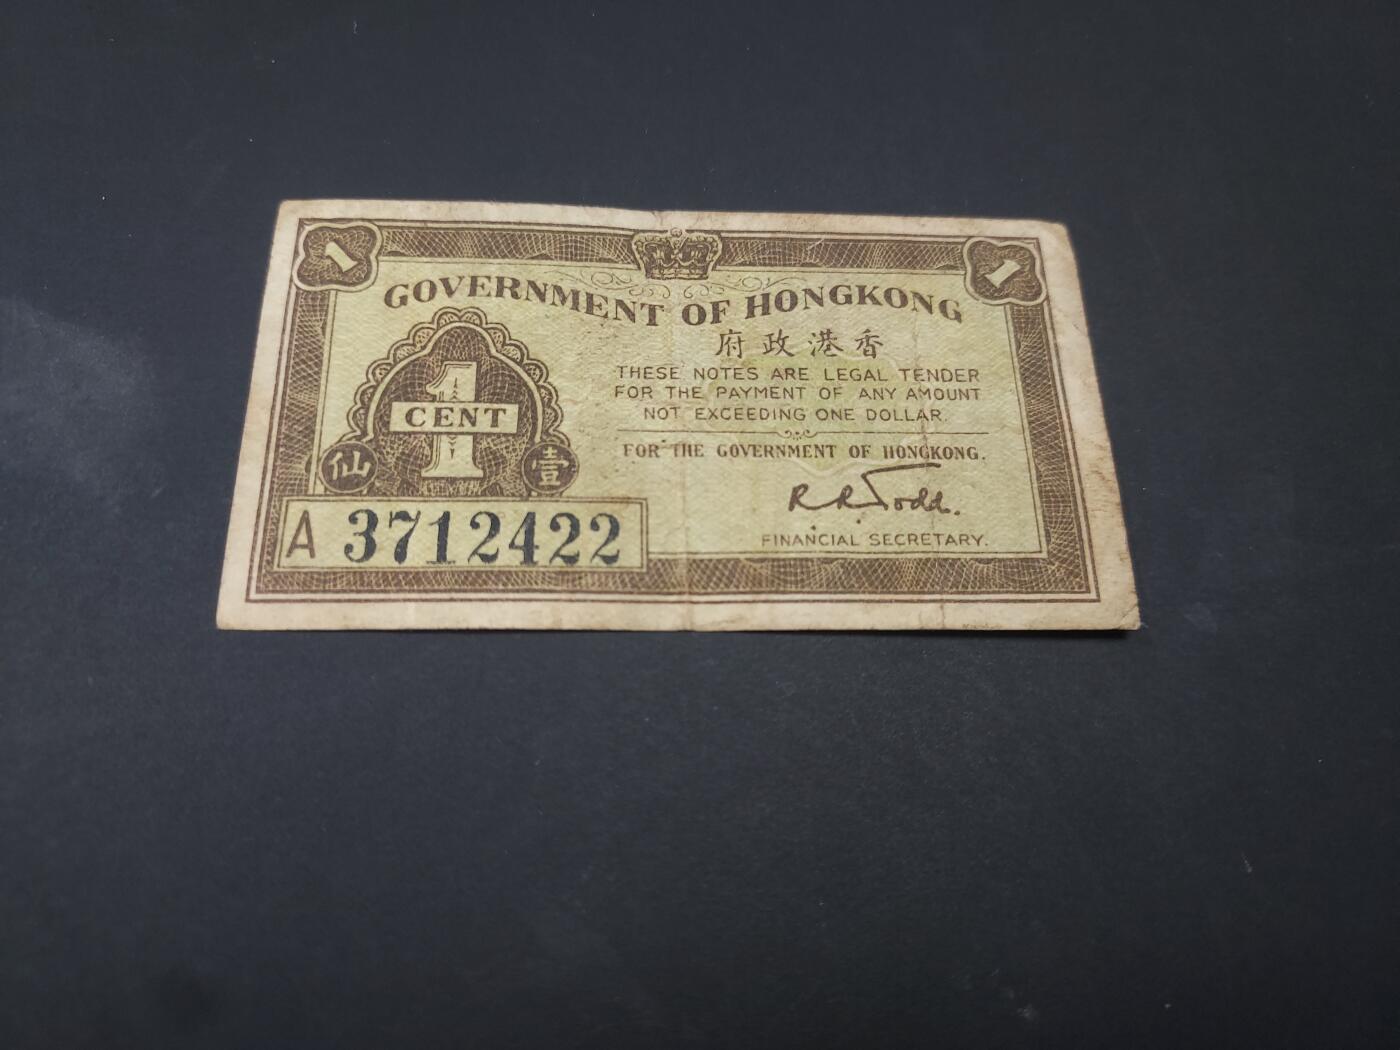 1 1
GOVERNMENT OF HONGKONG
府政港香
THESE NOTES ARE LEGAL TENDER
FOR THE PAYMENT OF ANY AMOUNT
NOT EXCEEDING ONE DOLLAR.
FOR THE GOVERNMENT OF HONGKONG.
R.R.Todd.
FINANCIAL SECRETARY.
1
CENT
仙 壹
A 3712422